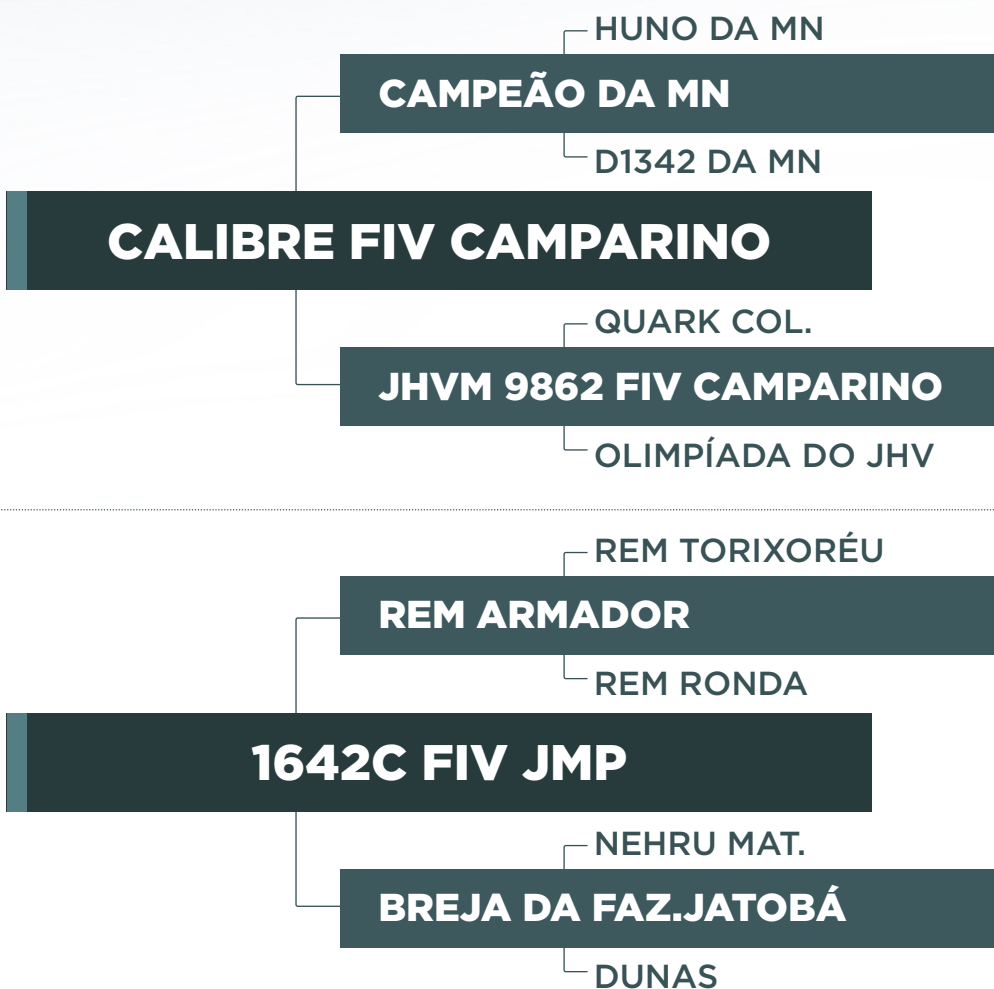 HUNO DA MN
CAMPEÃO DA MN
D1342 DA MN
CALIBRE FIV CAMPARINO
QUARK COL.
JHVM 9862 FIV CAMPARINO
OLIMPÍADA DO JHV
REM TORIXORÉU
REM ARMADOR
REM RONDA
1642C FIV JMP
NEHRU MAT.
BREJA DA FAZ.JATOBÁ
DUNAS